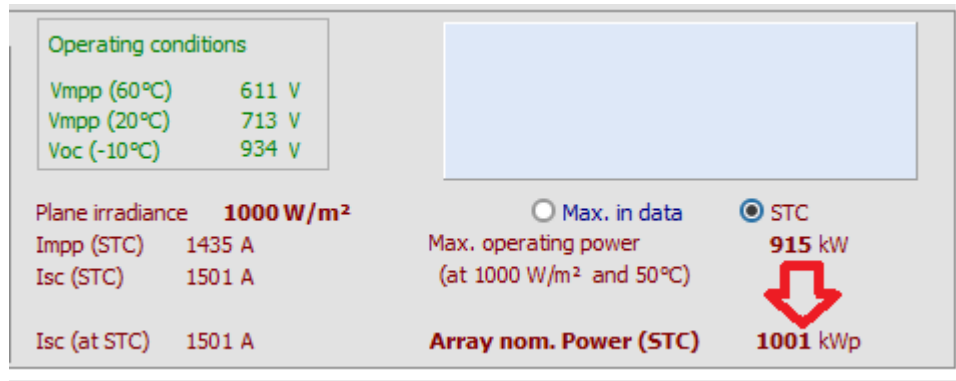 Operating conditions
Vmpp (60°C) 611 V
Vmpp (20°C) 713 V
Voc (-10°C) 934 V
Plane irradiance 1000 W/m² Max. in data STC
Impp (STC) 1435 A Max. operating power 915 kW
Isc (STC) 1501 A (at 1000 W/m² and 50°C)
Isc (at STC) 1501 A Array nom. Power (STC) 1001 kWp